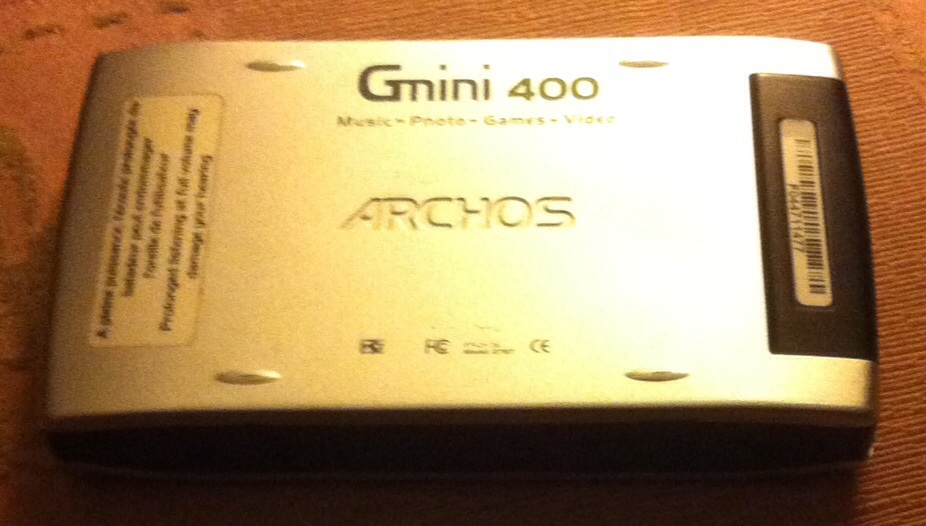 Gmini 400
Music - Photo - Games - Video
ARCHOS
A pleine puissance, l'écoute prolongée du
baladeur peut endommager
l'oreille de l'utilisateur
Prolonged listening at full volume may
damage your hearing
FC
CE